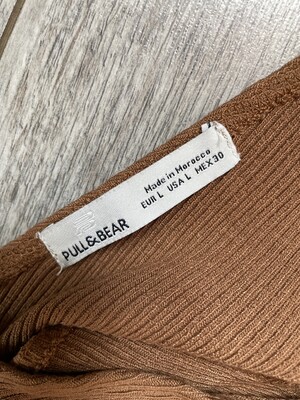 PULL&BEAR
Made in Morocco
EUR L USA L MEX 30